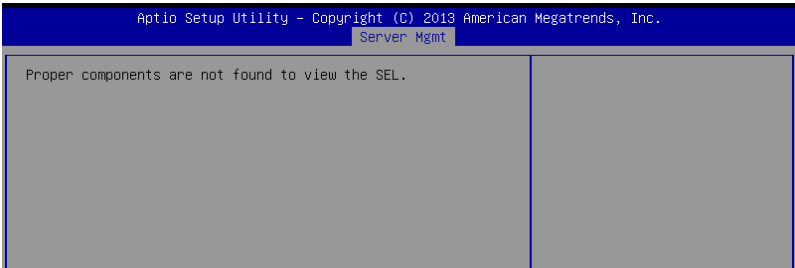 Aptio Setup Utility – Copyright (C) 2013 American Megatrends, Inc.
Server Mgmt
Proper components are not found to view the SEL.